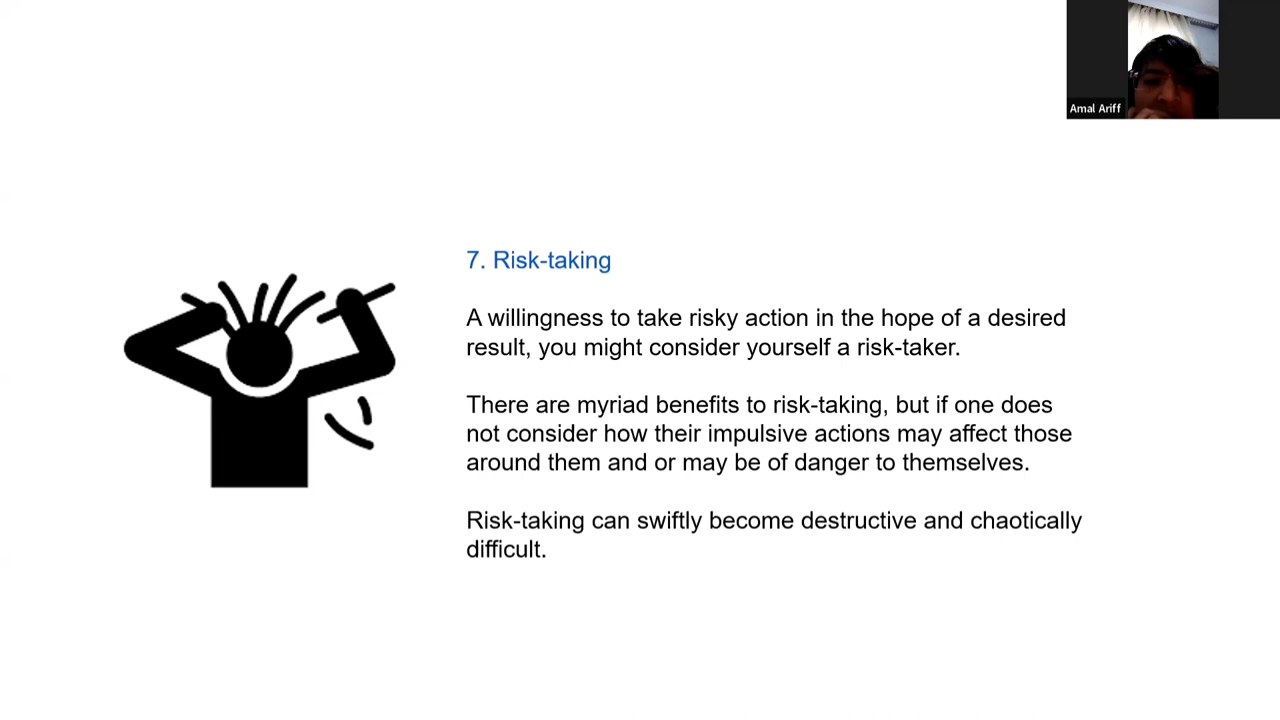 Amal Ariff
7. Risk-taking
A willingness to take risky action in the hope of a desired
result, you might consider yourself a risk-taker.
There are myriad benefits to risk-taking, but if one does
not consider how their impulsive actions may affect those
around them and or may be of danger to themselves.
Risk-taking can swiftly become destructive and chaotically
difficult.